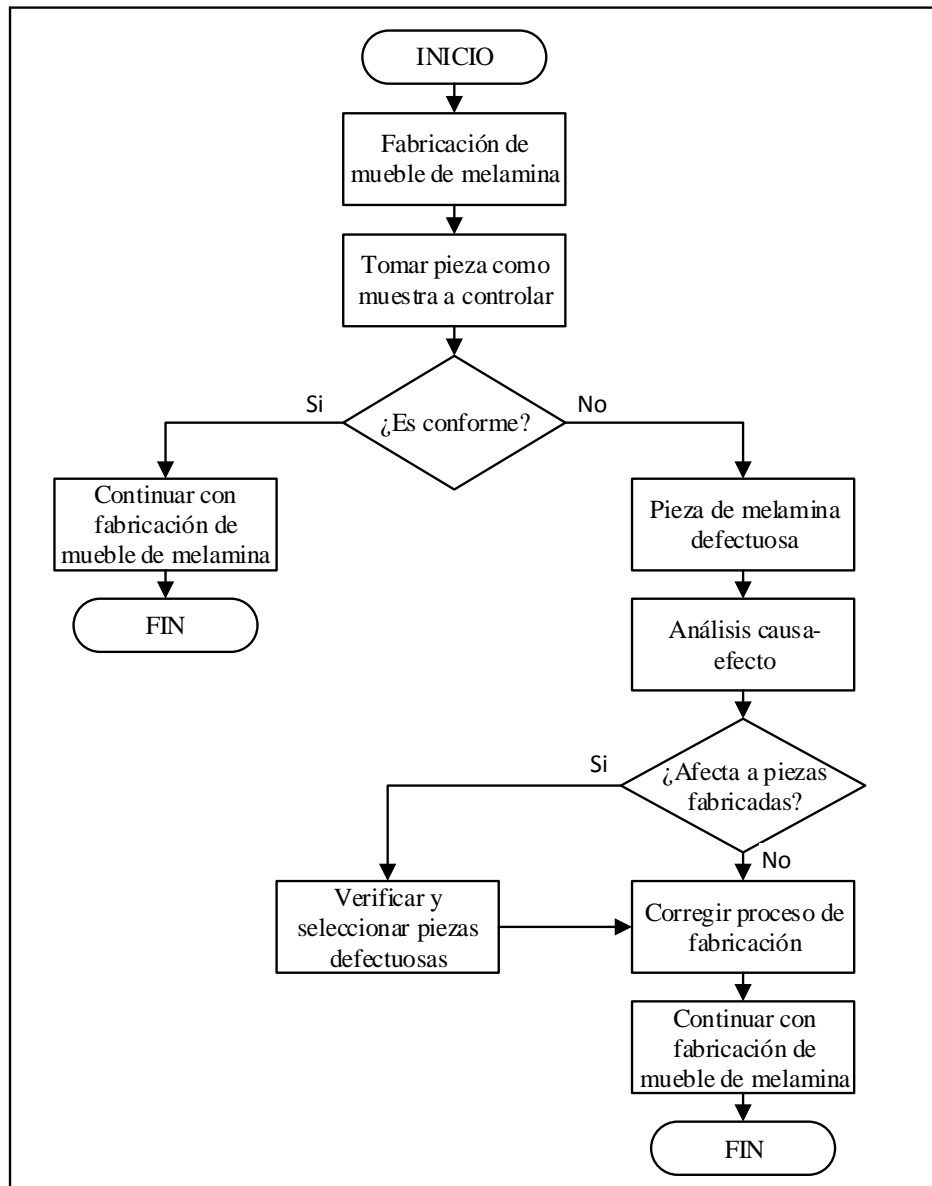 INICIO
Fabricación de
mueble de melamina
Tomar pieza como
muestra a controlar
Si
¿Es conforme?
No
Continuar con
fabricación de
mueble de melamina
FIN
Pieza de melamina
defectuosa
Análisis causa-
efecto
Si
¿Afecta a piezas
fabricadas?
No
Verificar y
seleccionar piezas
defectuosas
Corregir proceso de
fabricación
Continuar con
fabricación de
mueble de melamina
FIN